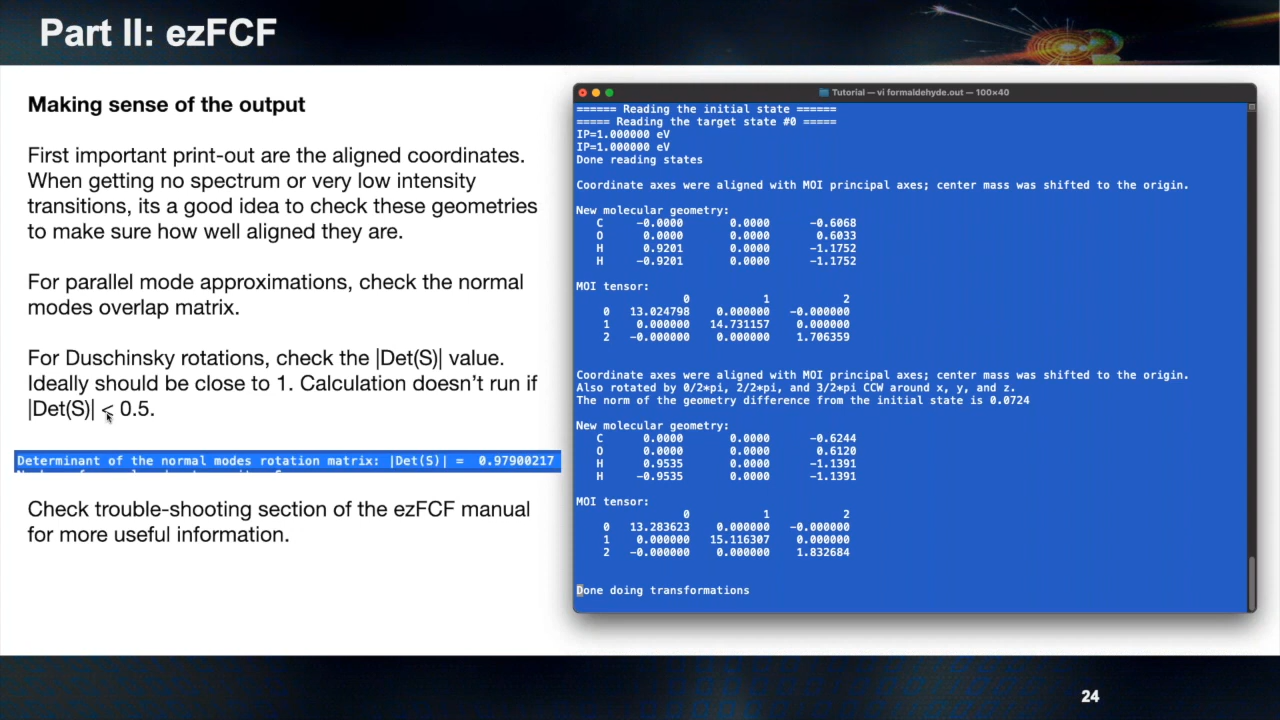 Part II: ezFCF
Making sense of the output
First important print-out are the aligned coordinates.
When getting no spectrum or very low intensity
transitions, its a good idea to check these geometries
to make sure how well aligned they are.
For parallel mode approximations, check the normal
modes overlap matrix.
For Duschinsky rotations, check the |Det(S)| value.
Ideally should be close to 1. Calculation doesn't run if
|Det(S)| < 0.5.
Determinant of the normal modes rotation matrix: |Det(S)| = 0.97900217
Check trouble-shooting section of the ezFCF manual
for more useful information.
Tutorial — vi formaldehyde.out — 100×40
====== Reading the initial state ======
===== Reading the target state #0 =====
IP=1.000000 eV
IP=1.000000 eV
Done reading states
Coordinate axes were aligned with MOI principal axes; center mass was shifted to the origin.
New molecular geometry:
C -0.0000 0.0000 -0.6068
O 0.0000 0.0000 0.6033
H 0.9201 0.0000 -1.1752
H -0.9201 0.0000 -1.1752
MOI tensor:
0 1 2
0 13.024798 0.000000 -0.000000
1 0.000000 14.731157 0.000000
2 -0.000000 0.000000 1.706359
Coordinate axes were aligned with MOI principal axes; center mass was shifted to the origin.
Also rotated by 0/2*pi, 2/2*pi, and 3/2*pi CCW around x, y, and z.
The norm of the geometry difference from the initial state is 0.0724
New molecular geometry:
C 0.0000 0.0000 -0.6244
O 0.0000 0.0000 0.6120
H 0.9535 0.0000 -1.1391
H -0.9535 0.0000 -1.1391
MOI tensor:
0 1 2
0 13.283623 0.000000 -0.000000
1 0.000000 15.116307 0.000000
2 -0.000000 0.000000 1.832684
Done doing transformations
24